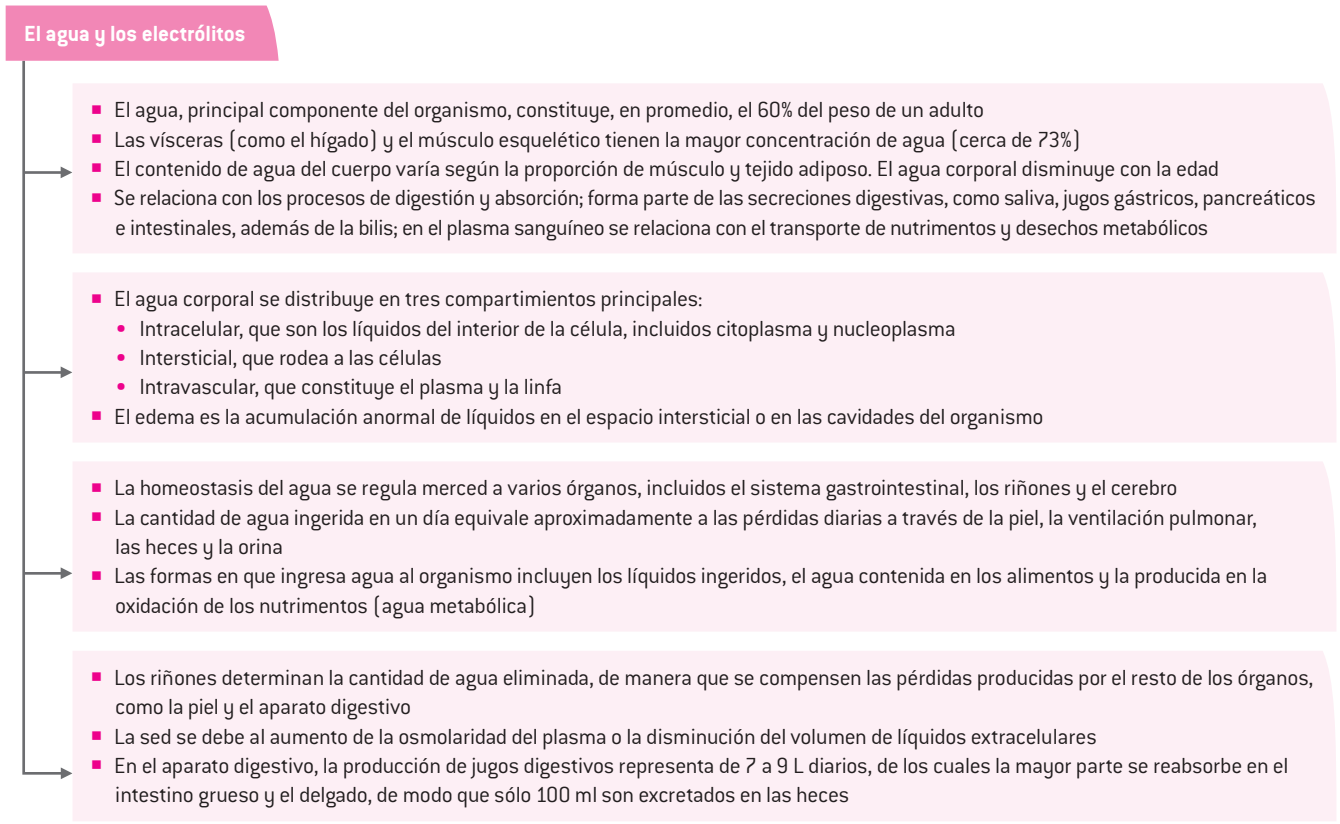 El agua y los electrólitos
■ El agua, principal componente del organismo, constituye, en promedio, el 60% del peso de un adulto
■ Las vísceras (como el hígado) y el músculo esquelético tienen la mayor concentración de agua (cerca de 73%)
■ El contenido de agua del cuerpo varía según la proporción de músculo y tejido adiposo. El agua corporal disminuye con la edad
■ Se relaciona con los procesos de digestión y absorción; forma parte de las secreciones digestivas, como saliva, jugos gástricos, pancreáticos
e intestinales, además de la bilis; en el plasma sanguíneo se relaciona con el transporte de nutrimentos y desechos metabólicos
■ El agua corporal se distribuye en tres compartimientos principales:
• Intracelular, que son los líquidos del interior de la célula, incluidos citoplasma y nucleoplasma
• Intersticial, que rodea a las células
• Intravascular, que constituye el plasma y la linfa
■ El edema es la acumulación anormal de líquidos en el espacio intersticial o en las cavidades del organismo
■ La homeostasis del agua se regula merced a varios órganos, incluidos el sistema gastrointestinal, los riñones y el cerebro
■ La cantidad de agua ingerida en un día equivale aproximadamente a las pérdidas diarias a través de la piel, la ventilación pulmonar,
las heces y la orina
■ Las formas en que ingresa agua al organismo incluyen los líquidos ingeridos, el agua contenida en los alimentos y la producida en la
oxidación de los nutrimentos (agua metabólica)
■ Los riñones determinan la cantidad de agua eliminada, de manera que se compensen las pérdidas producidas por el resto de los órganos,
como la piel y el aparato digestivo
■ La sed se debe al aumento de la osmolaridad del plasma o la disminución del volumen de líquidos extracelulares
■ En el aparato digestivo, la producción de jugos digestivos representa de 7 a 9 L diarios, de los cuales la mayor parte se reabsorbe en el
intestino grueso y el delgado, de modo que sólo 100 ml son excretados en las heces